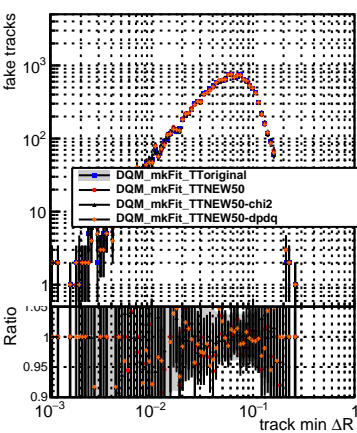 fake tracks
10³
10²
10
1
DQM_mkFit_TToriginal
DQM_mkFit_TTNEW50
DQM_mkFit_TTNEW50-chi2
DQM_mkFit_TTNEW50-dpdq
Ratio
1.05
1
0.95
0.9
10⁻³ 10⁻² 10⁻¹ 1
track min ΔR